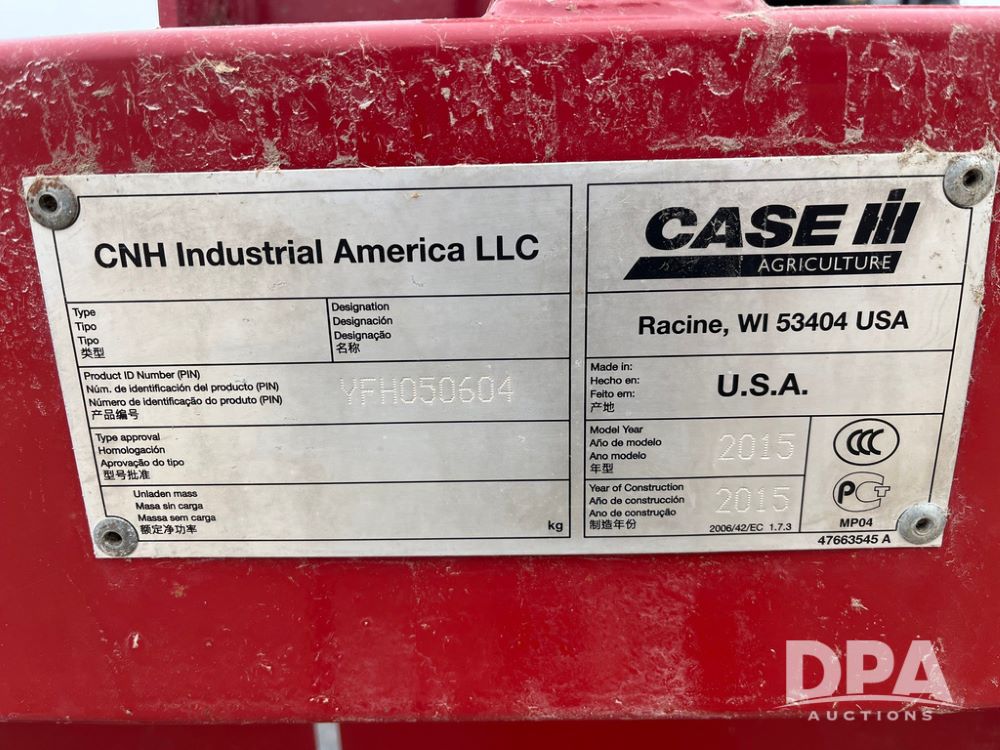 CNH Industrial America LLC
Type
Tipo
Tipo
类型
Designation
Designación
Designação
名称
Product ID Number (PIN)
Núm. de identificación del producto (PIN)
Número de identificação do produto (PIN)
产品编号
YFH050604
Type approval
Homologación
Aprovação do tipo
型号批准
Unladen mass
Masa sin carga
Massa sem carga
额定净功率
kg
CASE IH
AGRICULTURE
Racine, WI 53404 USA
Made in:
Hecho en:
Feito em:
产地
U.S.A.
Model Year
Año de modelo
Ano modelo
年型
2015
Year of Construction
Año de construcción
Ano de construção
制造年份
2015
2006/42/EC 1.7.3
CCC
PCT
MP04
47663545 A
DPA
AUCTIONS